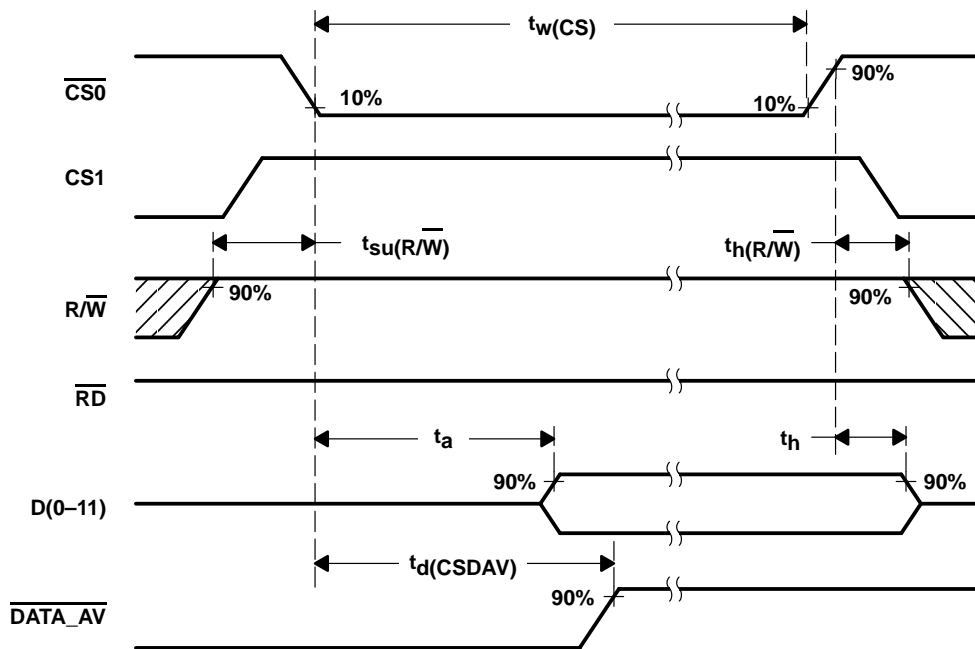 tw(CS)
CS0
10%
10%
90%
CS1
tsu(R/W)
th(R/W)
R/W
90%
90%
RD
ta
th
90%
90%
D(0–11)
td(CSDAV)
90%
DATA_AV